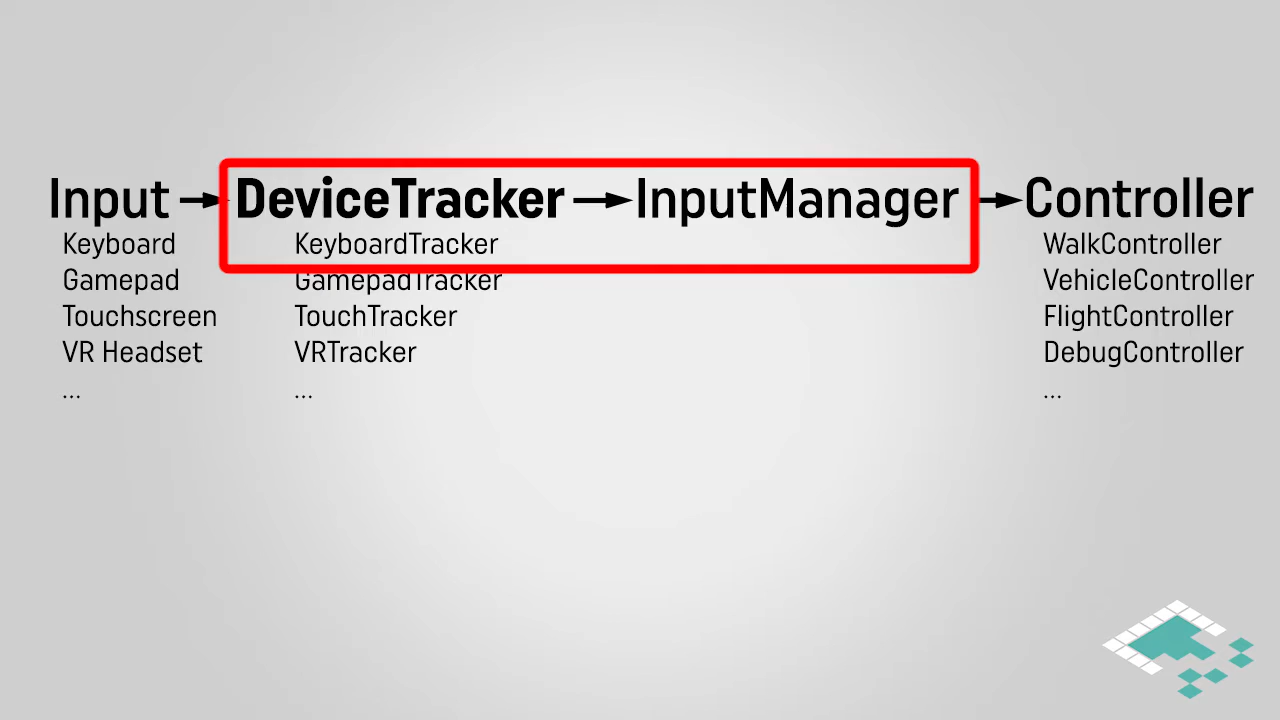 Input DeviceTracker InputManager Controller
Keyboard KeyboardTracker WalkController
Gamepad GamepadTracker VehicleController
Touchscreen TouchTracker FlightController
VR Headset VRTracker DebugController
... ... ...